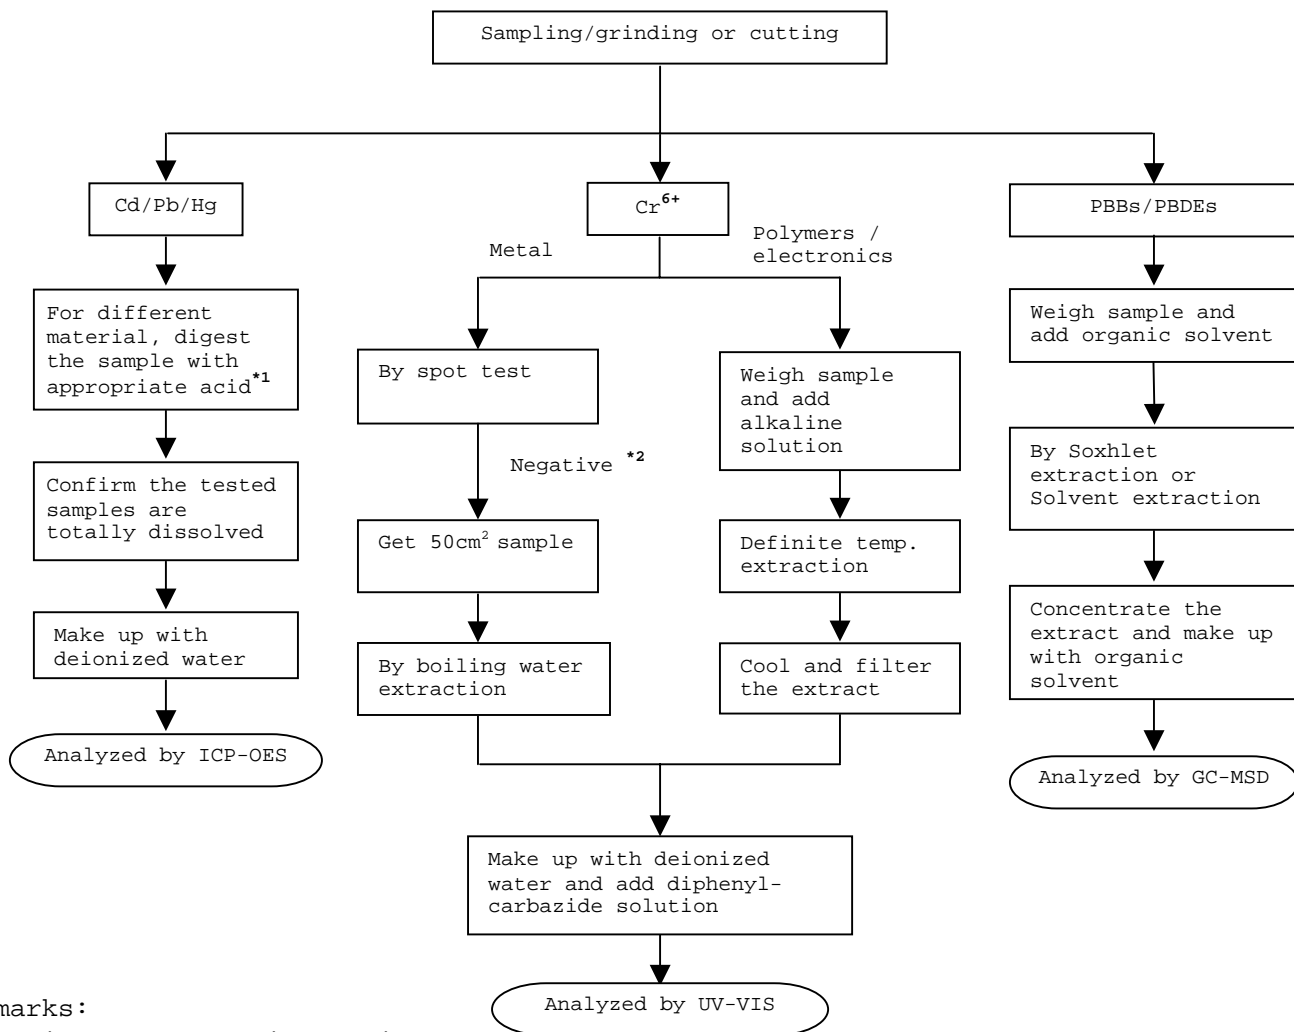 Sampling/grinding or cutting
Cd/Pb/Hg
Cr6+
PBBs/PBDEs
Metal
Polymers /
electronics
For different
material, digest
the sample with
appropriate acid*1
By spot test
Weigh sample
and add
alkaline
solution
Weigh sample and
add organic solvent
Negative *2
Confirm the tested
samples are
totally dissolved
Get 50cm2 sample
Definite temp.
extraction
By Soxhlet
extraction or
Solvent extraction
Make up with
deionized water
By boiling water
extraction
Cool and filter
the extract
Concentrate the
extract and make up
with organic
solvent
Analyzed by ICP-OES
Analyzed by GC-MSD
Make up with deionized
water and add diphenyl-
carbazide solution
Analyzed by UV-VIS
marks: